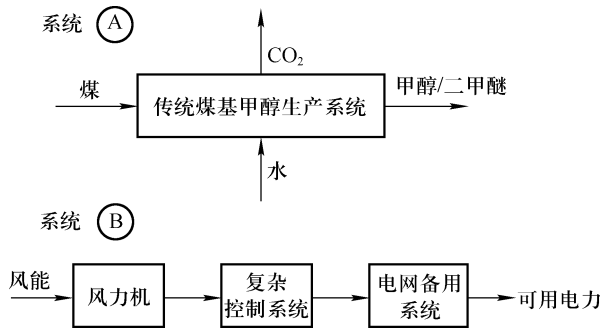 系统 A
CO₂
煤
甲醇/二甲醚
传统煤基甲醇生产系统
水
系统 B
风能
风力机
复杂
控制系统
电网备用
系统
可用电力